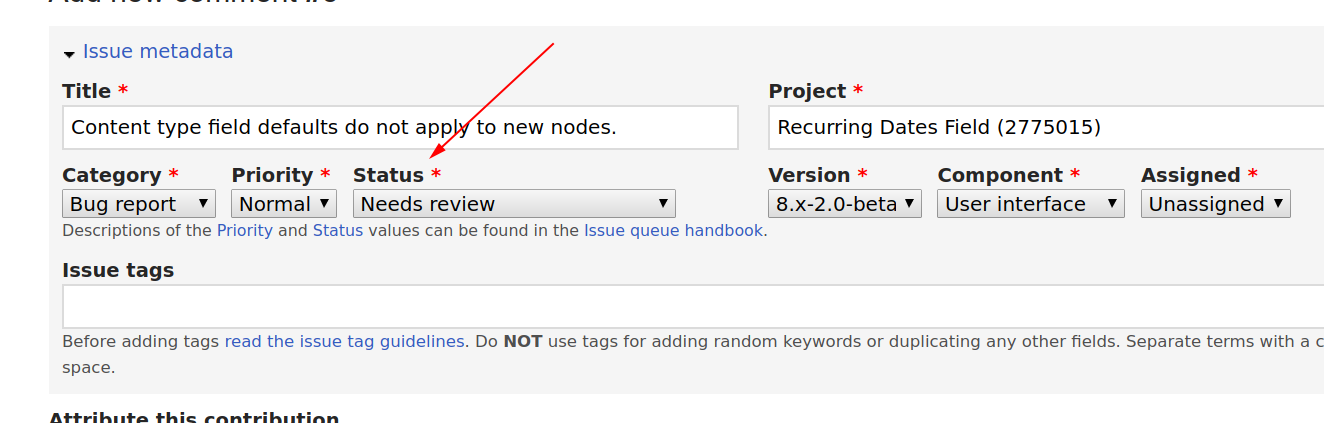 Add new comment
Issue metadata
Title *
Project *
Content type field defaults do not apply to new nodes.
Recurring Dates Field (2775015)
Category * Priority * Status *
Version * Component * Assigned *
Bug report Normal Needs review
8.x-2.0-beta User interface Unassigned
Descriptions of the Priority and Status values can be found in the Issue queue handbook.
Issue tags
Before adding tags read the issue tag guidelines. Do NOT use tags for adding random keywords or duplicating any other fields. Separate terms with a c
space.
Attribute this contribution